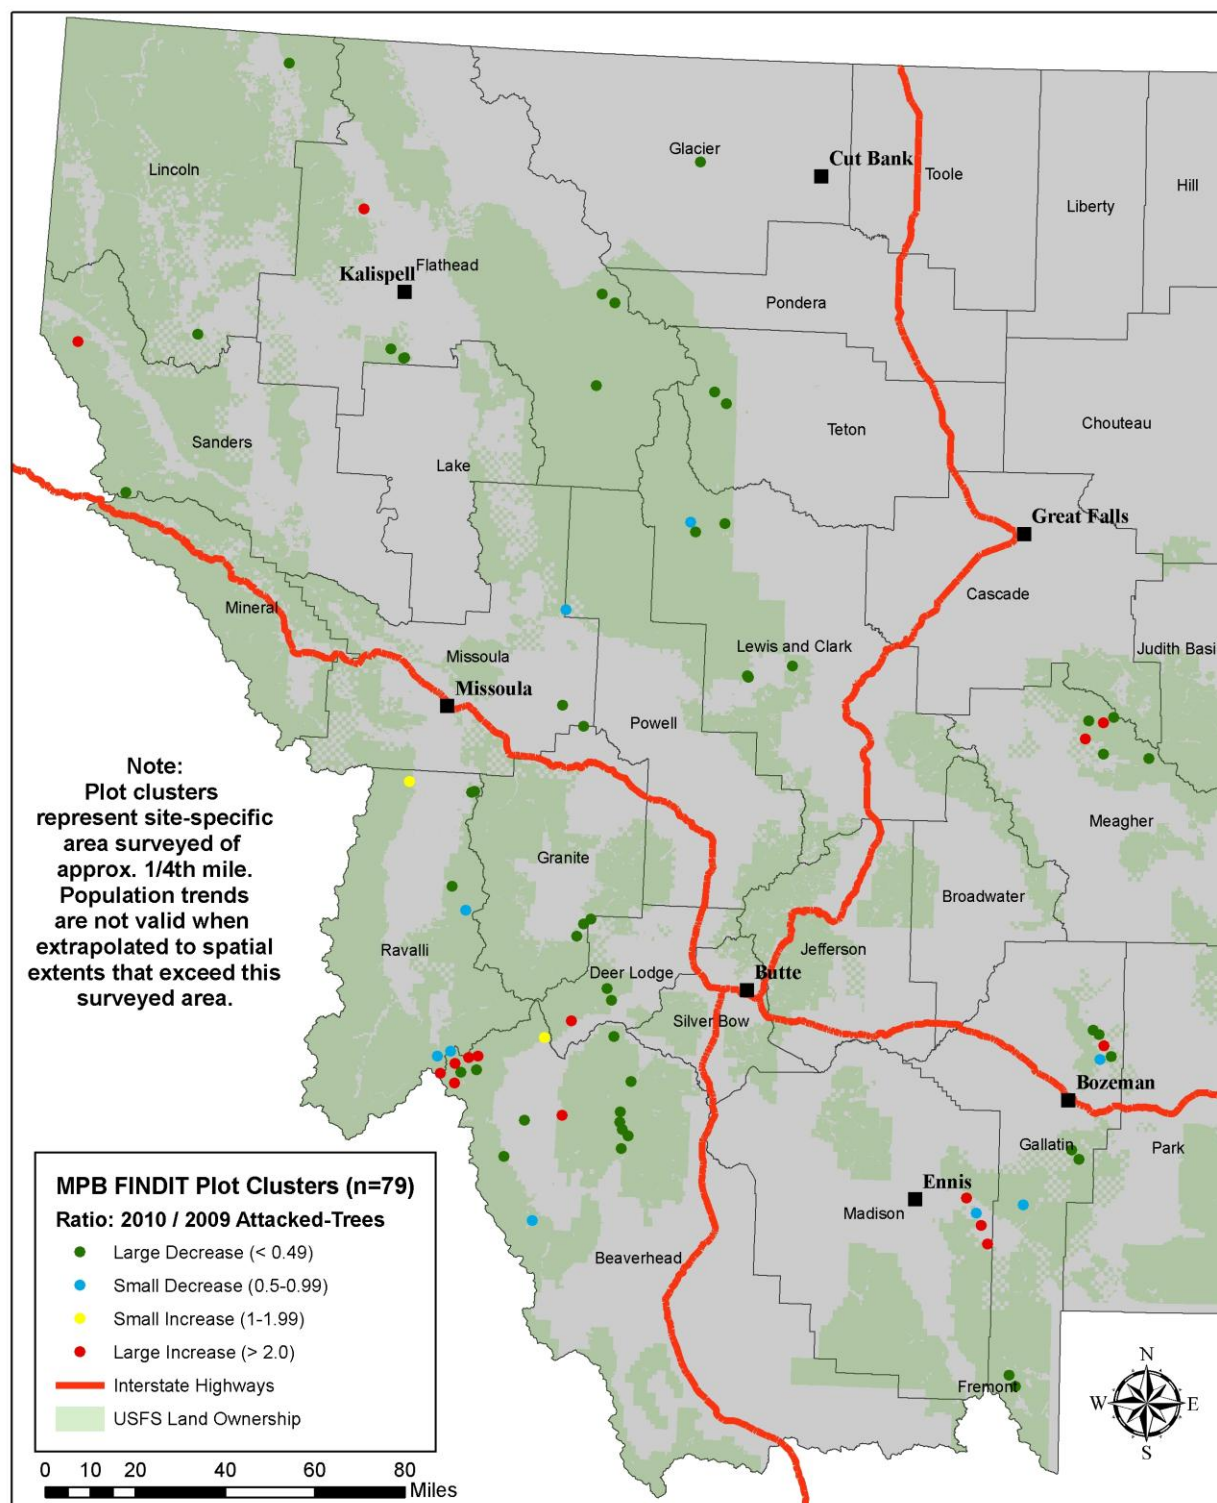 Glacier
Cut Bank
Toole
Lincoln
Hill
Liberty
Kalispell
Flathead
Pondera
Chouteau
Teton
Sanders
Lake
Great Falls
Cascade
Mineral
Lewis and Clark
Judith Basi
Missoula
Missoula
Powell
Note:
Plot clusters
represent site-specific
area surveyed of
approx. 1/4th mile.
Population trends
are not valid when
extrapolated to spatial
extents that exceed this
surveyed area.
Meagher
Granite
Broadwater
Ravalli
Jefferson
Deer Lodge
Butte
Silver Bow
Bozeman
Gallatin
Park
Ennis
Madison
Beaverhead
Fremont
MPB FINDIT Plot Clusters (n=79)
Ratio: 2010 / 2009 Attacked-Trees
Large Decrease (< 0.49)
Small Decrease (0.5-0.99)
Small Increase (1-1.99)
Large Increase (> 2.0)
Interstate Highways
USFS Land Ownership
N
W E
S
0 10 20 40 60 80
Miles